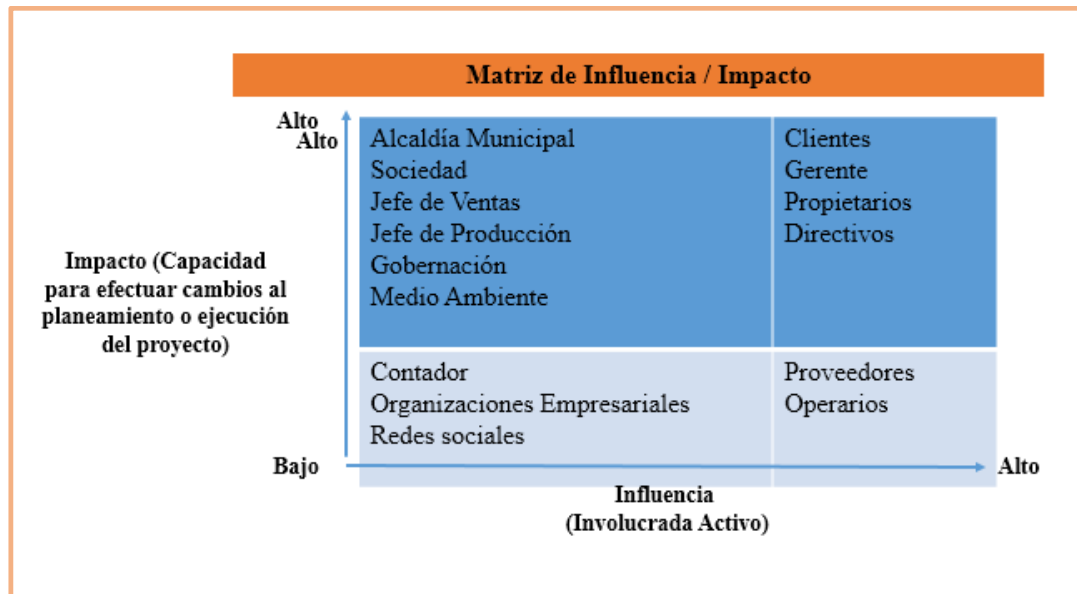 Matriz de Influencia / Impacto
Alto
Alto
Alcaldía Municipal
Sociedad
Jefe de Ventas
Jefe de Producción
Gobernación
Medio Ambiente
Clientes
Gerente
Propietarios
Directivos
Impacto (Capacidad
para efectuar cambios al
planeamiento o ejecución
del proyecto)
Contador
Organizaciones Empresariales
Redes sociales
Proveedores
Operarios
Bajo
Alto
Influencia
(Involucrada Activo)